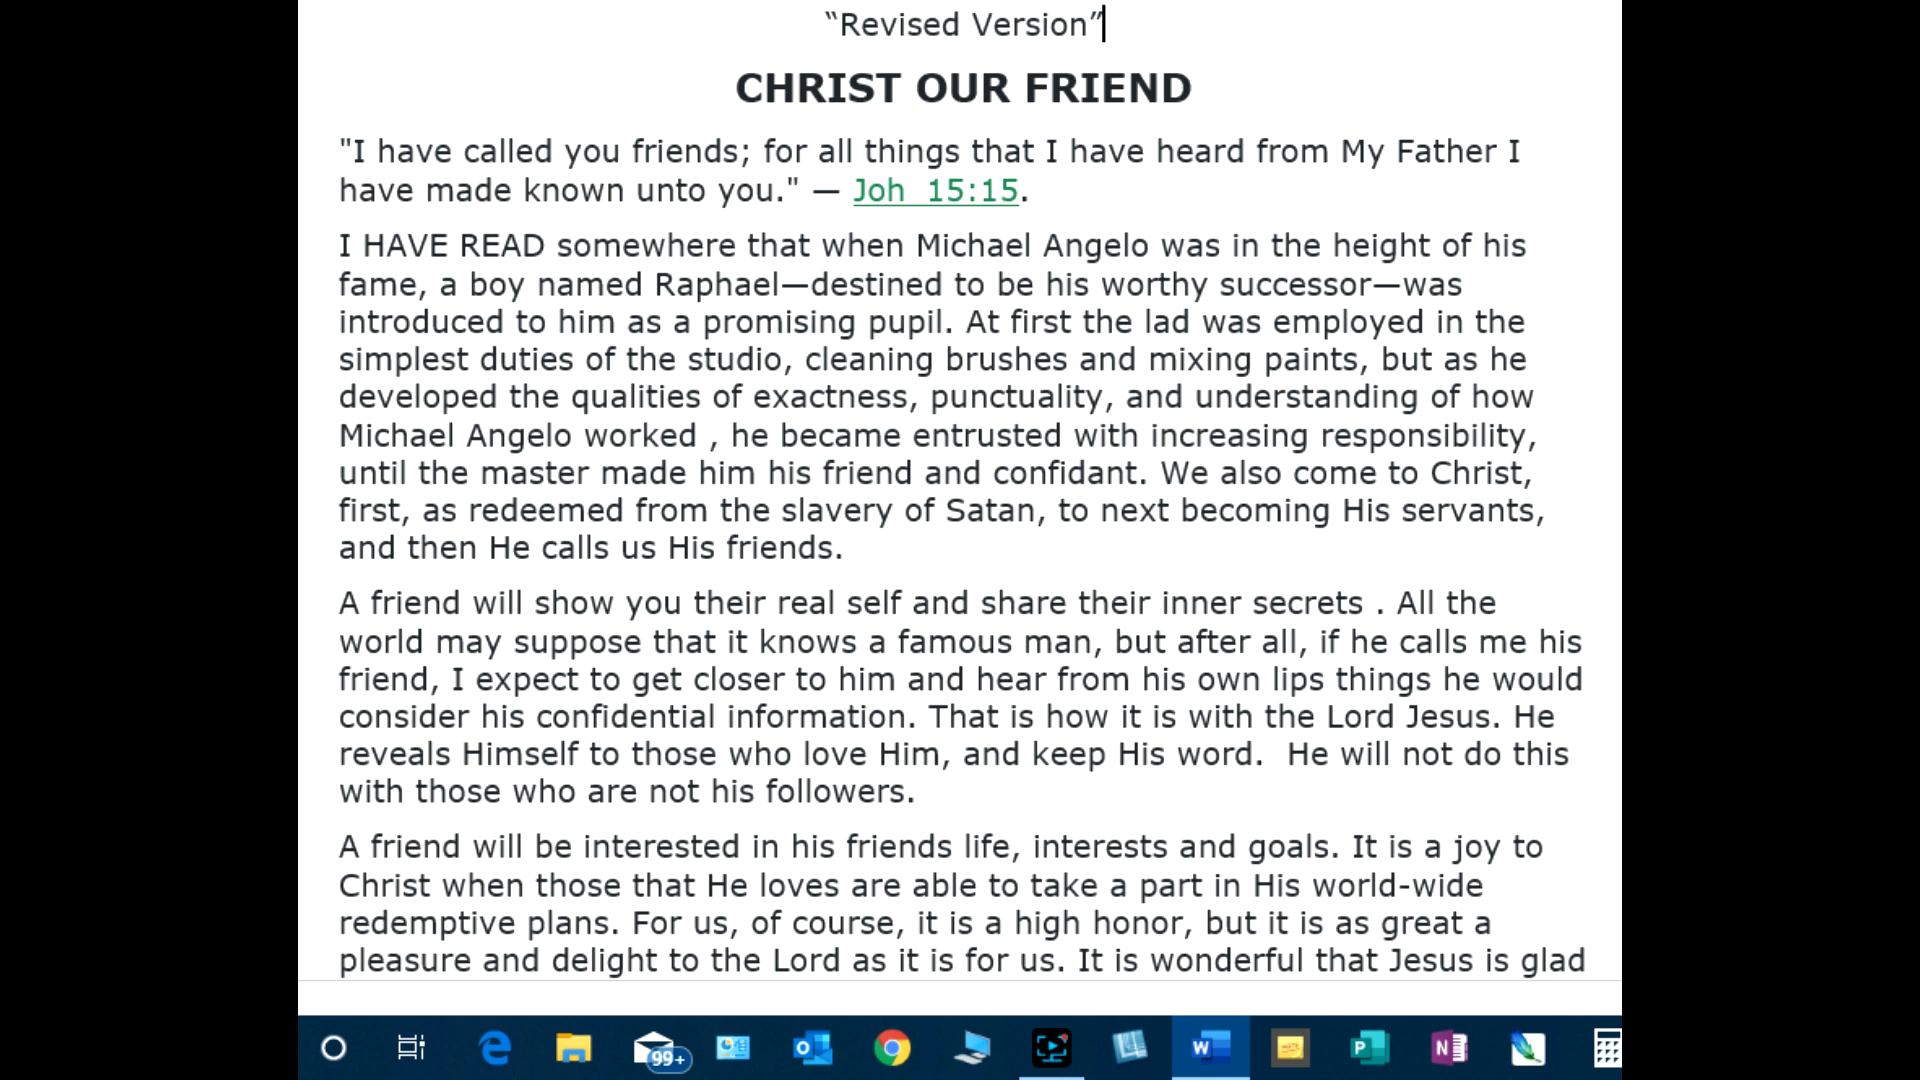 “Revised Version”
CHRIST OUR FRIEND
"I have called you friends; for all things that I have heard from My Father I
have made known unto you." — Joh 15:15.
I HAVE READ somewhere that when Michael Angelo was in the height of his
fame, a boy named Raphael—destined to be his worthy successor—was
introduced to him as a promising pupil. At first the lad was employed in the
simplest duties of the studio, cleaning brushes and mixing paints, but as he
developed the qualities of exactness, punctuality, and understanding of how
Michael Angelo worked , he became entrusted with increasing responsibility,
until the master made him his friend and confidant. We also come to Christ,
first, as redeemed from the slavery of Satan, to next becoming His servants,
and then He calls us His friends.
A friend will show you their real self and share their inner secrets . All the
world may suppose that it knows a famous man, but after all, if he calls me his
friend, I expect to get closer to him and hear from his own lips things he would
consider his confidential information. That is how it is with the Lord Jesus. He
reveals Himself to those who love Him, and keep His word.  He will not do this
with those who are not his followers.
A friend will be interested in his friends life, interests and goals. It is a joy to
Christ when those that He loves are able to take a part in His world-wide
redemptive plans. For us, of course, it is a high honor, but it is as great a
pleasure and delight to the Lord as it is for us. It is wonderful that Jesus is glad
99+